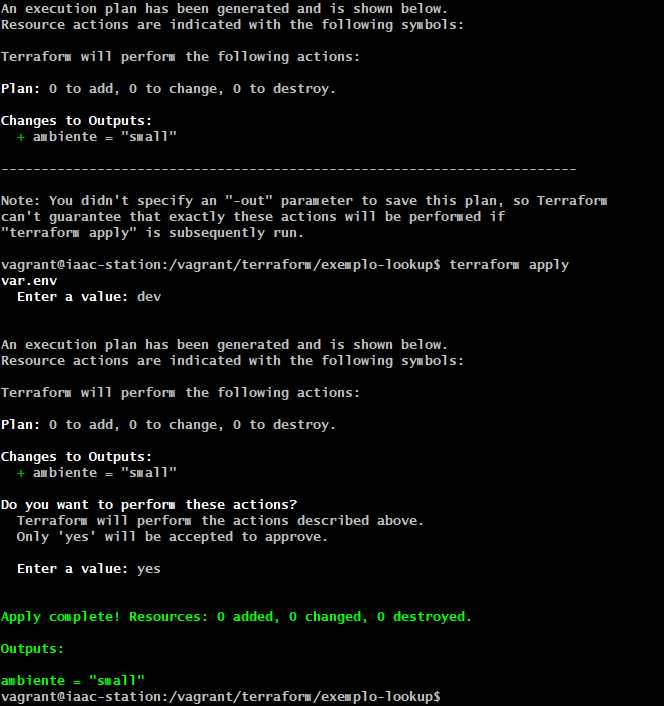 An execution plan has been generated and is shown below.
Resource actions are indicated with the following symbols:
Terraform will perform the following actions:
Plan: 0 to add, 0 to change, 0 to destroy.
Changes to Outputs:
+ ambiente = "small"
------------------------------------------------------------------------
Note: You didn't specify an "-out" parameter to save this plan, so Terraform
can't guarantee that exactly these actions will be performed if
"terraform apply" is subsequently run.
vagrant@iaac-station:/vagrant/terraform/exemplo-lookup$ terraform apply
var.env
Enter a value: dev
An execution plan has been generated and is shown below.
Resource actions are indicated with the following symbols:
Terraform will perform the following actions:
Plan: 0 to add, 0 to change, 0 to destroy.
Changes to Outputs:
+ ambiente = "small"
Do you want to perform these actions?
Terraform will perform the actions described above.
Only 'yes' will be accepted to approve.
Enter a value: yes
Apply complete! Resources: 0 added, 0 changed, 0 destroyed.
Outputs:
ambiente = "small"
vagrant@iaac-station:/vagrant/terraform/exemplo-lookup$